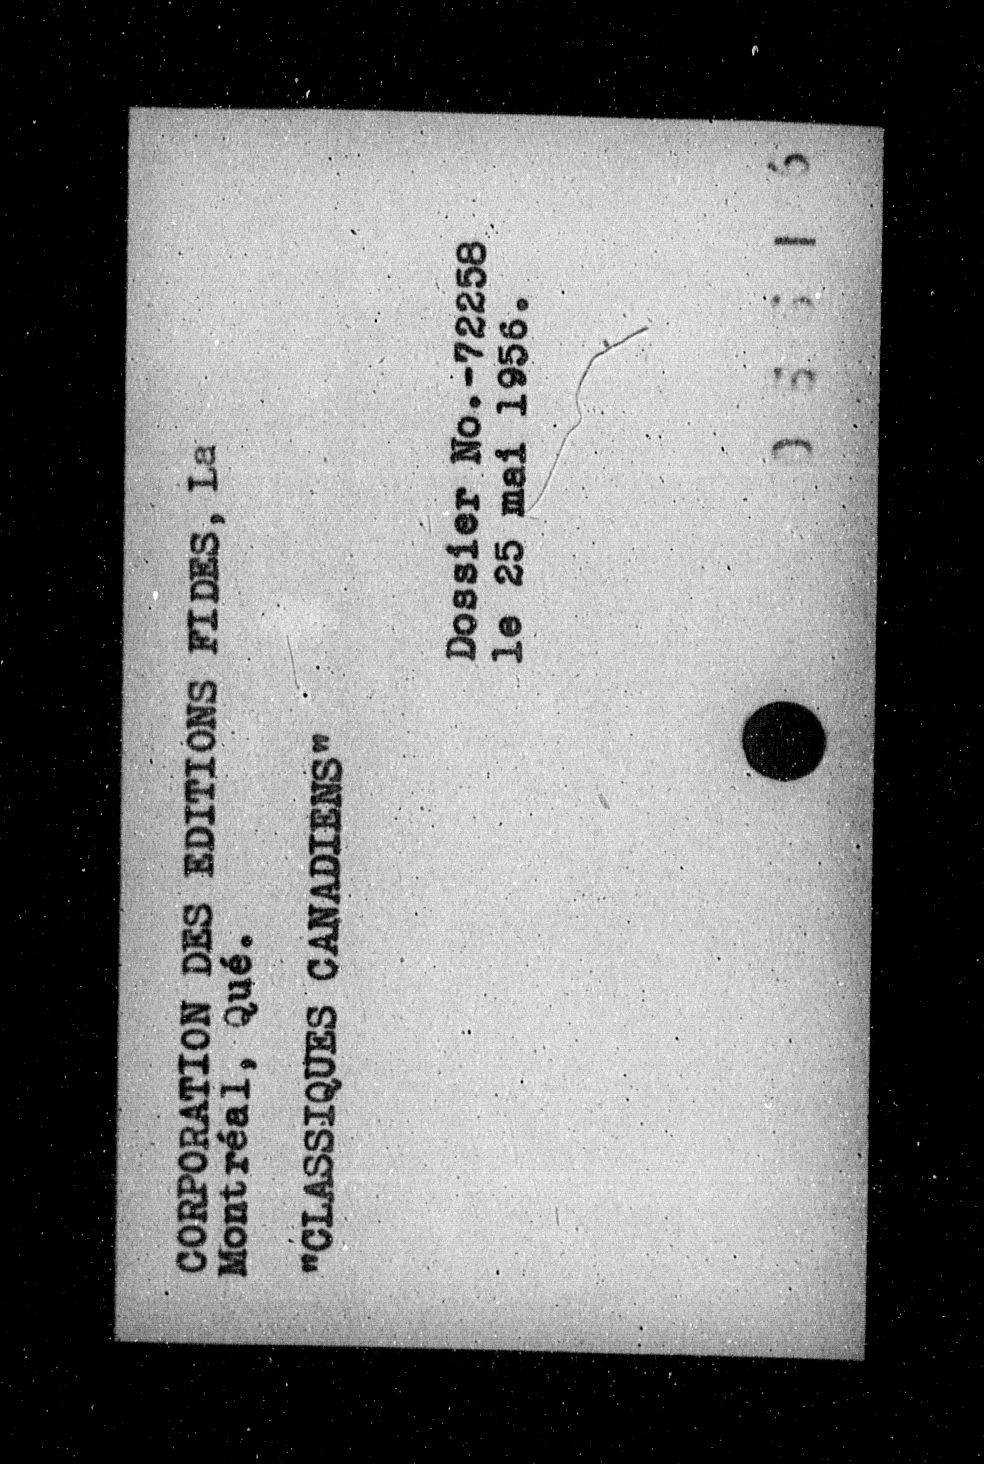 CORPORATION DES EDITIONS FIDES, La
Montréal, Qué.
"CLASSIQUES CANADIENS"
Dossier No.-72258
le 25 mai 1956.